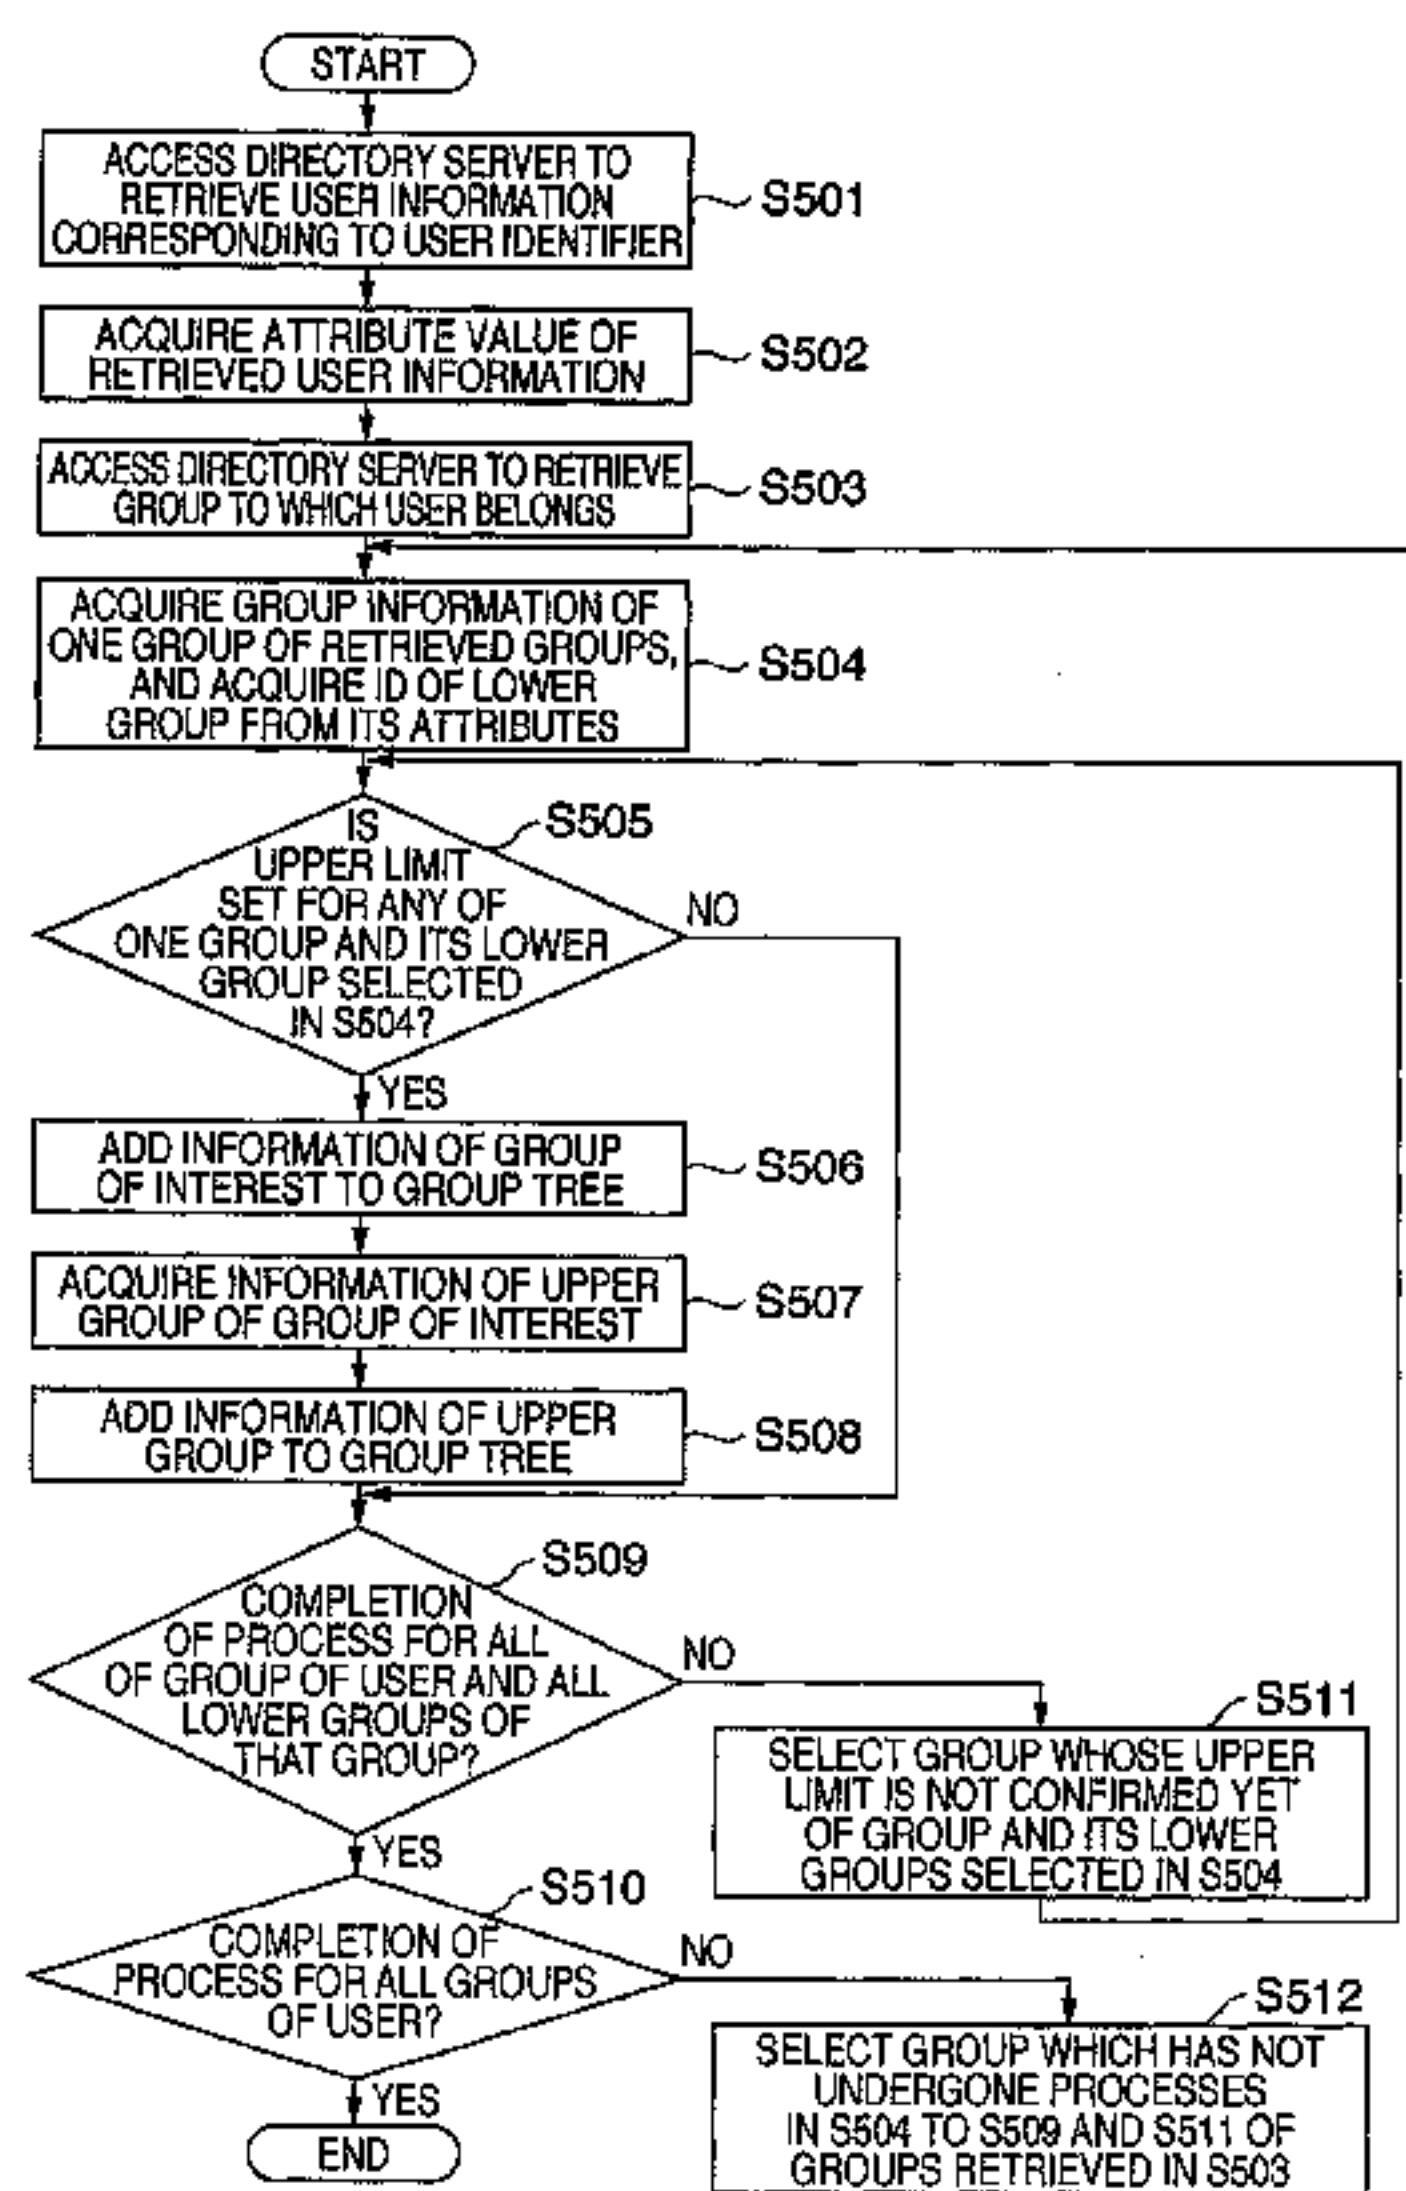 START
ACCESS DIRECTORY SERVER TO
RETRIEVE USER INFORMATION
CORRESPONDING TO USER IDENTIFIER
S501
ACQUIRE ATTRIBUTE VALUE OF
RETRIEVED USER INFORMATION
S502
ACCESS DIRECTORY SERVER TO RETRIEVE
GROUP TO WHICH USER BELONGS
S503
ACQUIRE GROUP INFORMATION OF
ONE GROUP OF RETRIEVED GROUPS,
AND ACQUIRE ID OF LOWER
GROUP FROM ITS ATTRIBUTES
S504
IS
UPPER LIMIT
SET FOR ANY OF
ONE GROUP AND ITS LOWER
GROUP SELECTED
IN S504?
S505
NO
YES
ADD INFORMATION OF GROUP
OF INTEREST TO GROUP TREE
S506
ACQUIRE INFORMATION OF UPPER
GROUP OF GROUP OF INTEREST
S507
ADD INFORMATION OF UPPER
GROUP TO GROUP TREE
S508
COMPLETION
OF PROCESS FOR ALL
OF GROUP OF USER AND ALL
LOWER GROUPS OF
THAT GROUP?
S509
NO
YES
S511
SELECT GROUP WHOSE UPPER
LIMIT IS NOT CONFIRMED YET
OF GROUP AND ITS LOWER
GROUPS SELECTED IN S504
COMPLETION OF
PROCESS FOR ALL GROUPS
OF USER?
S510
NO
YES
S512
SELECT GROUP WHICH HAS NOT
UNDERGONE PROCESSES
IN S504 TO S509 AND S511 OF
GROUPS RETRIEVED IN S503
END